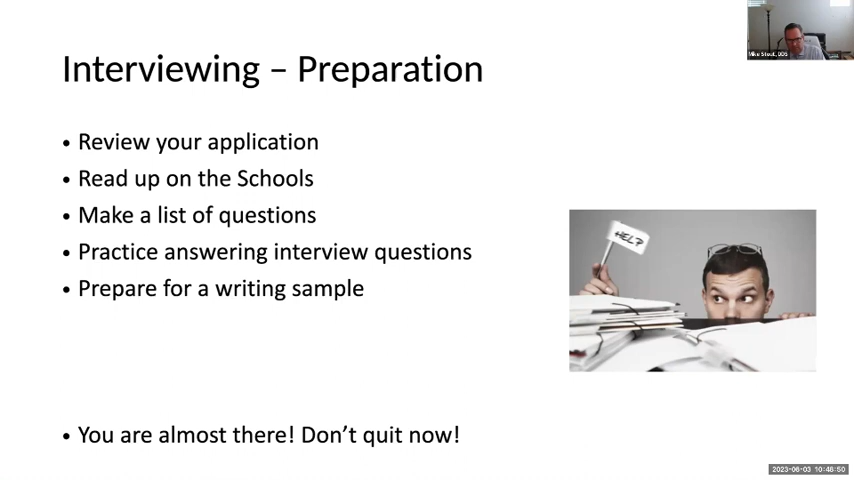 Interviewing – Preparation
• Review your application
• Read up on the Schools
• Make a list of questions
• Practice answering interview questions
• Prepare for a writing sample
HELP
• You are almost there! Don’t quit now!
2023-06-03 10:48:50